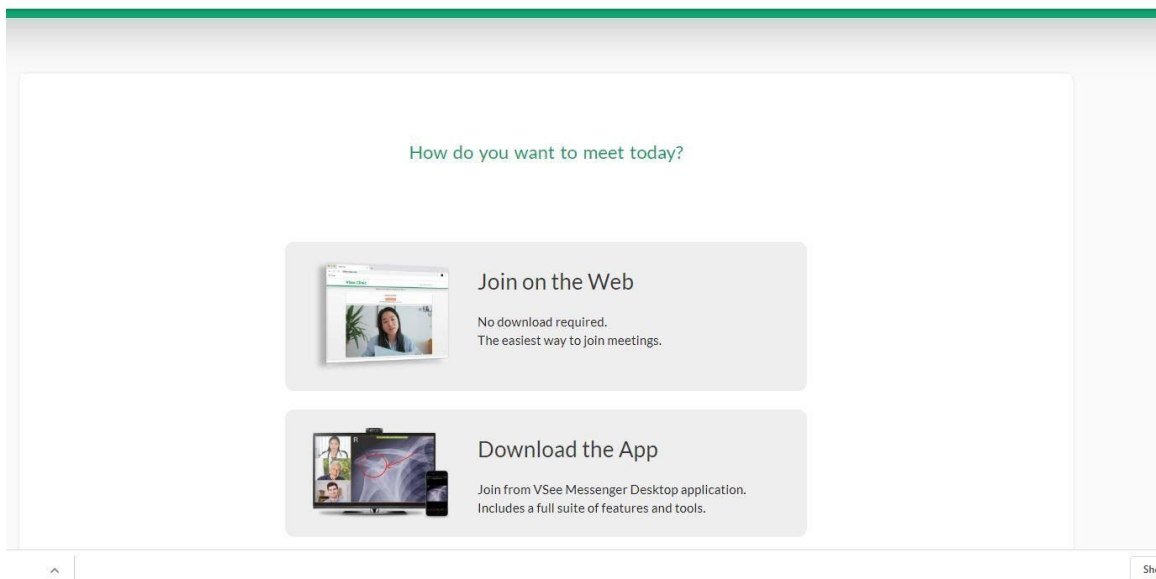 How do you want to meet today?
Join on the Web
No download required.
The easiest way to join meetings.
R
Download the App
Join from VSee Messenger Desktop application.
Includes a full suite of features and tools.